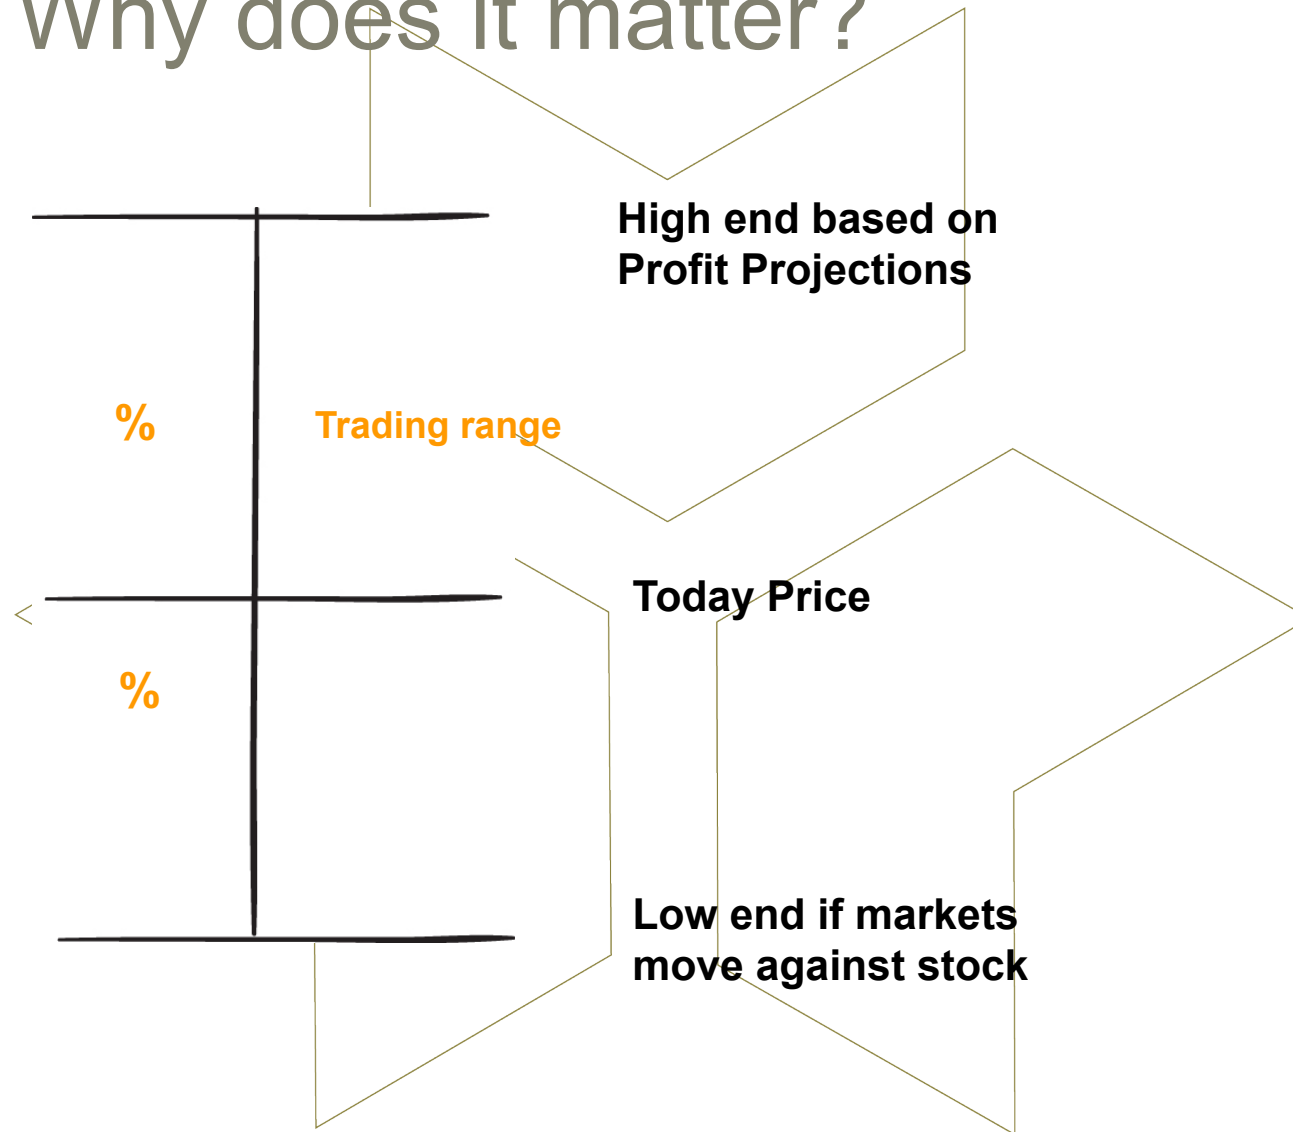 Why does it matter?
High end based on
Profit Projections
%
Trading range
Today Price
%
Low end if markets
move against stock